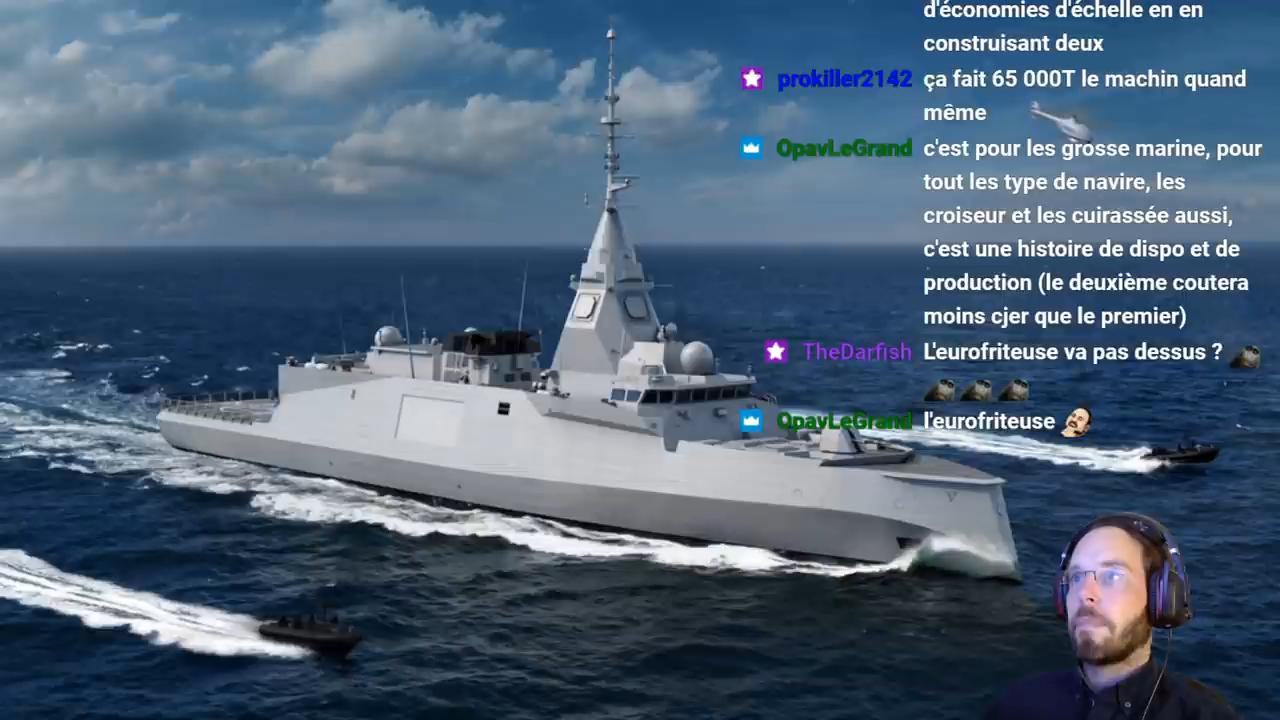 d'économies d'échelle en en
construisant deux
prokiller2142 ça fait 65 000T le machin quand
même
OpavLeGrand c'est pour les grosse marine, pour
tout les type de navire, les
croiseur et les cuirassée aussi,
c'est une histoire de dispo et de
production (le deuxième coutera
moins cjer que le premier)
TheDarfish L'eurofriteuse va pas dessus ?
OpavLeGrand l'eurofriteuse